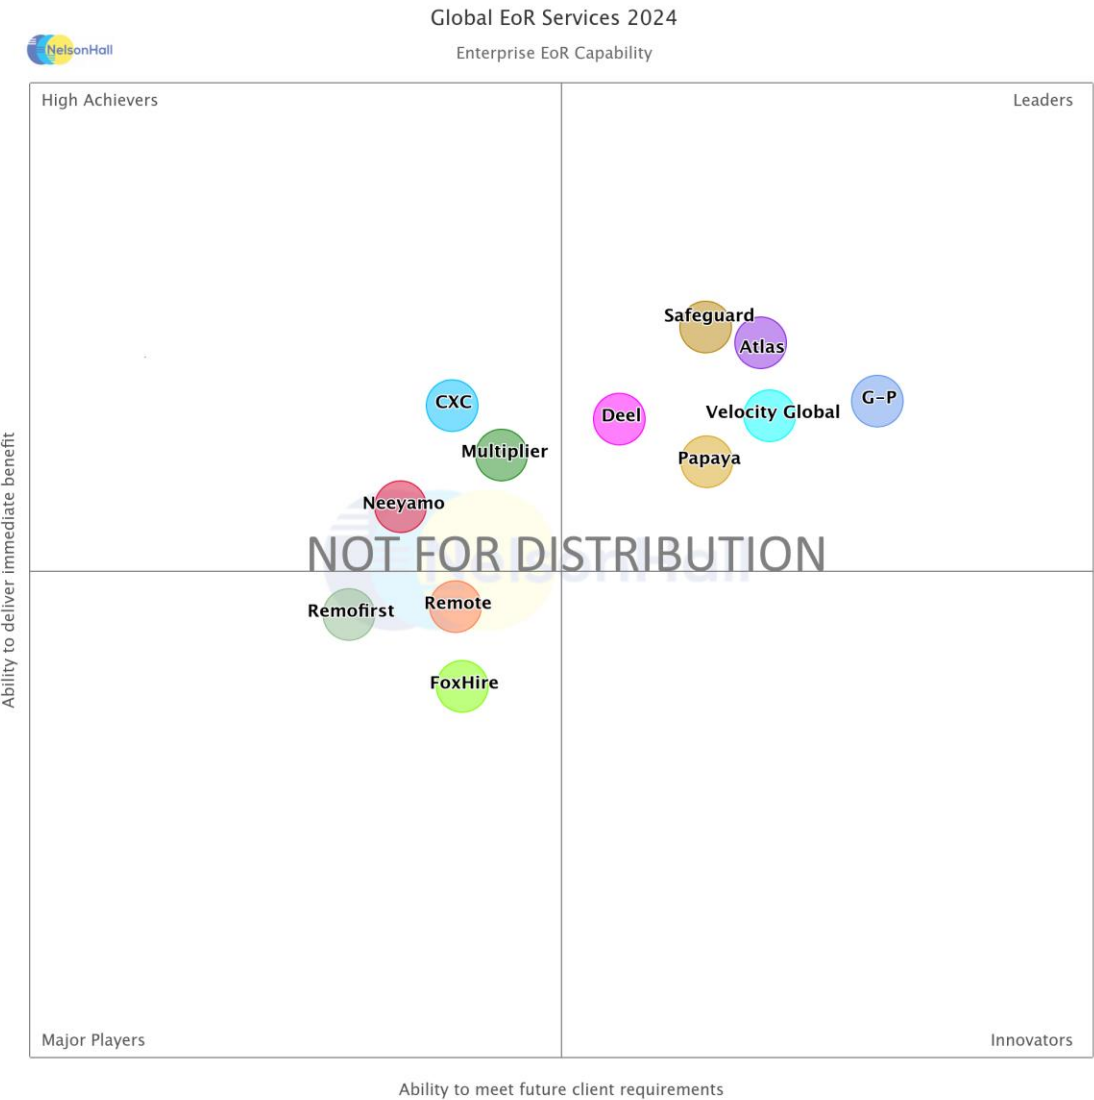 Global EoR Services 2024
NelsonHall
Enterprise EoR Capability
High Achievers
Leaders
Safeguard
Atlas
G-P
CXC
Velocity Global
Deel
Multiplier
Papaya
Neeyamo
NOT FOR DISTRIBUTION
NelsonHall
Remote
Remofirst
FoxHire
Ability to deliver immediate benefit
Major Players
Innovators
Ability to meet future client requirements